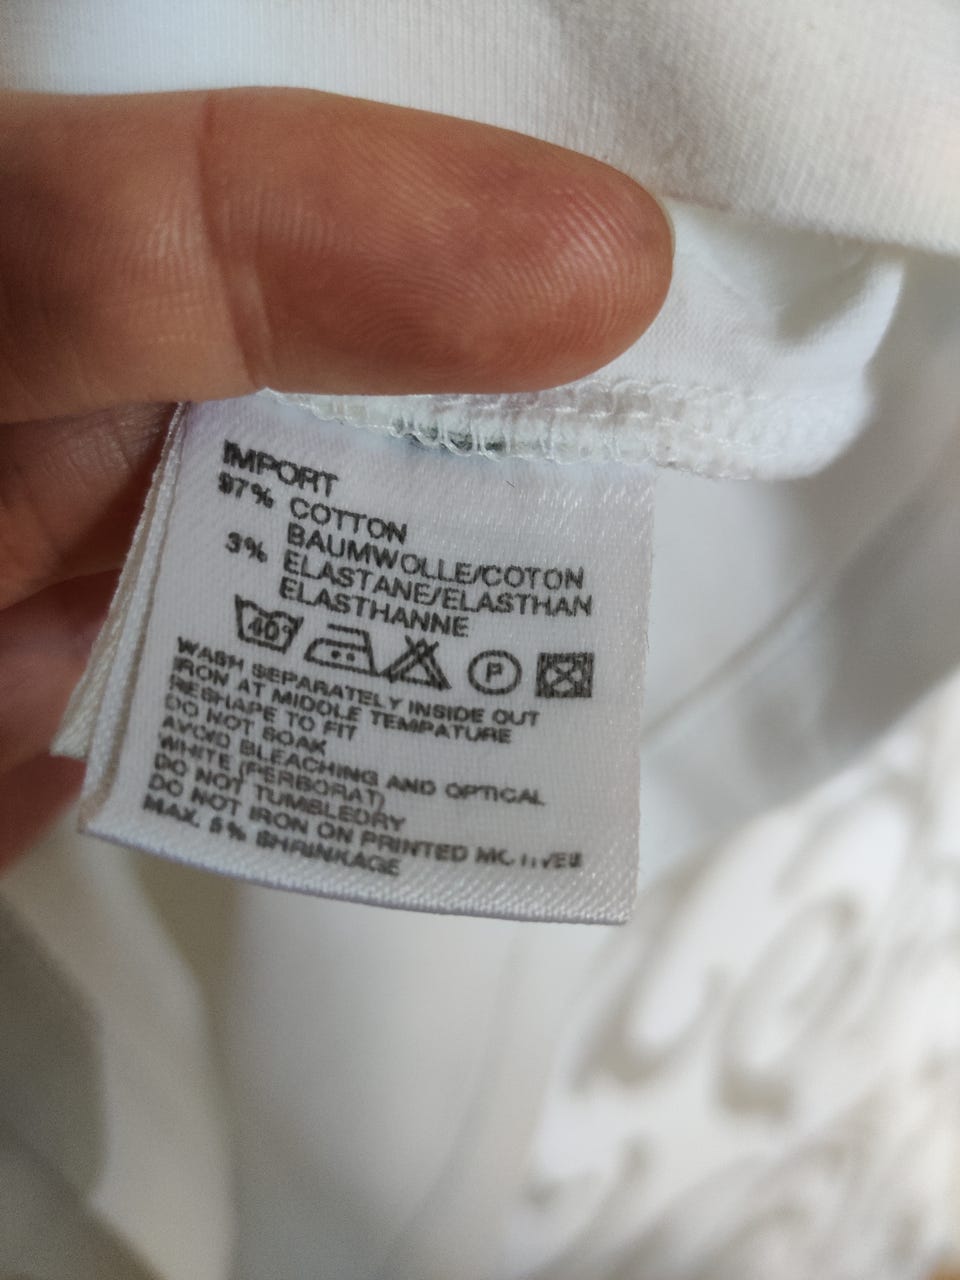 IMPORT
97% COTTON
BAUMWOLLE/COTON
3% ELASTANE/ELASTHAN
ELASTHANNE
40° P
WASH SEPARATELY INSIDE OUT
IRON AT MIDDLE TEMPATURE
RESHAPE TO FIT
DO NOT SOAK
AVOID BLEACHING AND OPTICAL
WHITE (PERBORAT)
DO NOT TUMBLEDRY
DO NOT IRON ON PRINTED
MAX. 5% SHRINKAGE